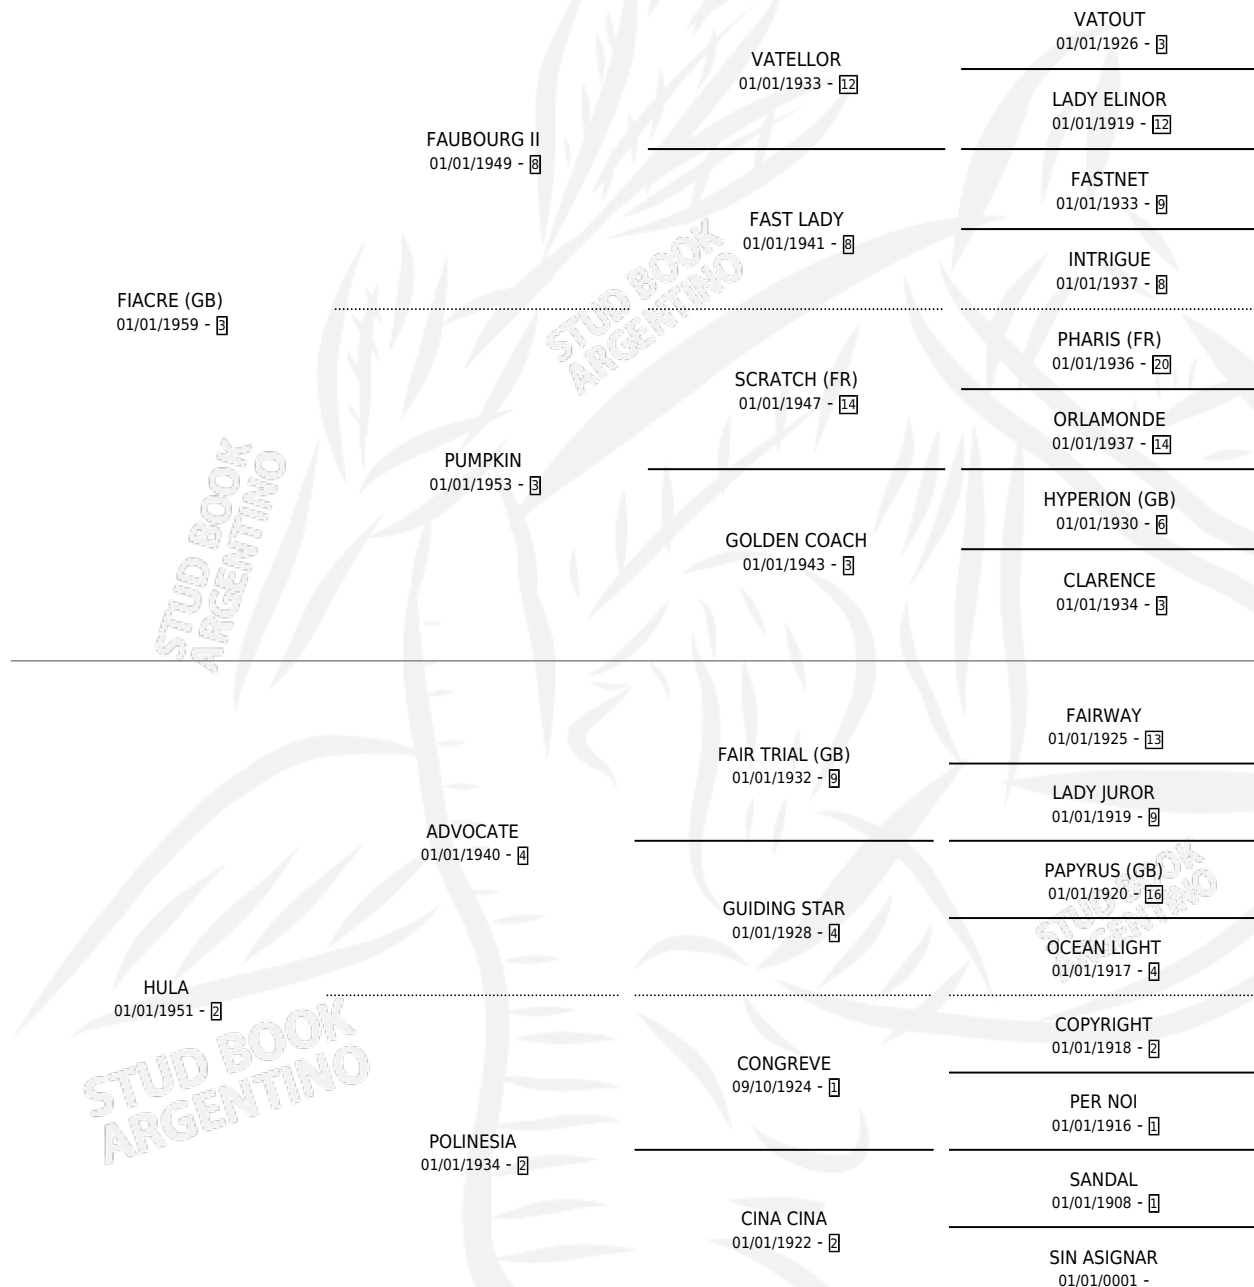 VATOUT
01/01/1926 - 3
VATELLOR
01/01/1933 - 12
LADY ELINOR
01/01/1919 - 12
FAUBOURG II
01/01/1949 - 8
FASTNET
01/01/1933 - 9
FAST LADY
01/01/1941 - 8
INTRIGUE
01/01/1937 - 8
FIACRE (GB)
01/01/1959 - 3
PHARIS (FR)
01/01/1936 - 20
SCRATCH (FR)
01/01/1947 - 14
ORLAMONDE
01/01/1937 - 14
PUMPKIN
01/01/1953 - 3
HYPERION (GB)
01/01/1930 - 6
GOLDEN COACH
01/01/1943 - 3
CLARENCE
01/01/1934 - 3
STUD BOOK
ARGENTINO
STUD BOOK
ARGENTINO
FAIRWAY
01/01/1925 - 13
FAIR TRIAL (GB)
01/01/1932 - 9
LADY JUROR
01/01/1919 - 9
ADVOCATE
01/01/1940 - 4
PAPYRUS (GB)
01/01/1920 - 16
GUIDING STAR
01/01/1928 - 4
OCEAN LIGHT
01/01/1917 - 4
STUD BOOK
ARGENTINO
HULA
01/01/1951 - 2
COPYRIGHT
01/01/1918 - 2
CONGREVE
09/10/1924 - 1
PER NOI
01/01/1916 - 1
STUD BOOK
ARGENTINO
POLINESIA
01/01/1934 - 2
SANDAL
01/01/1908 - 1
CINA CINA
01/01/1922 - 2
SIN ASIGNAR
01/01/0001 -